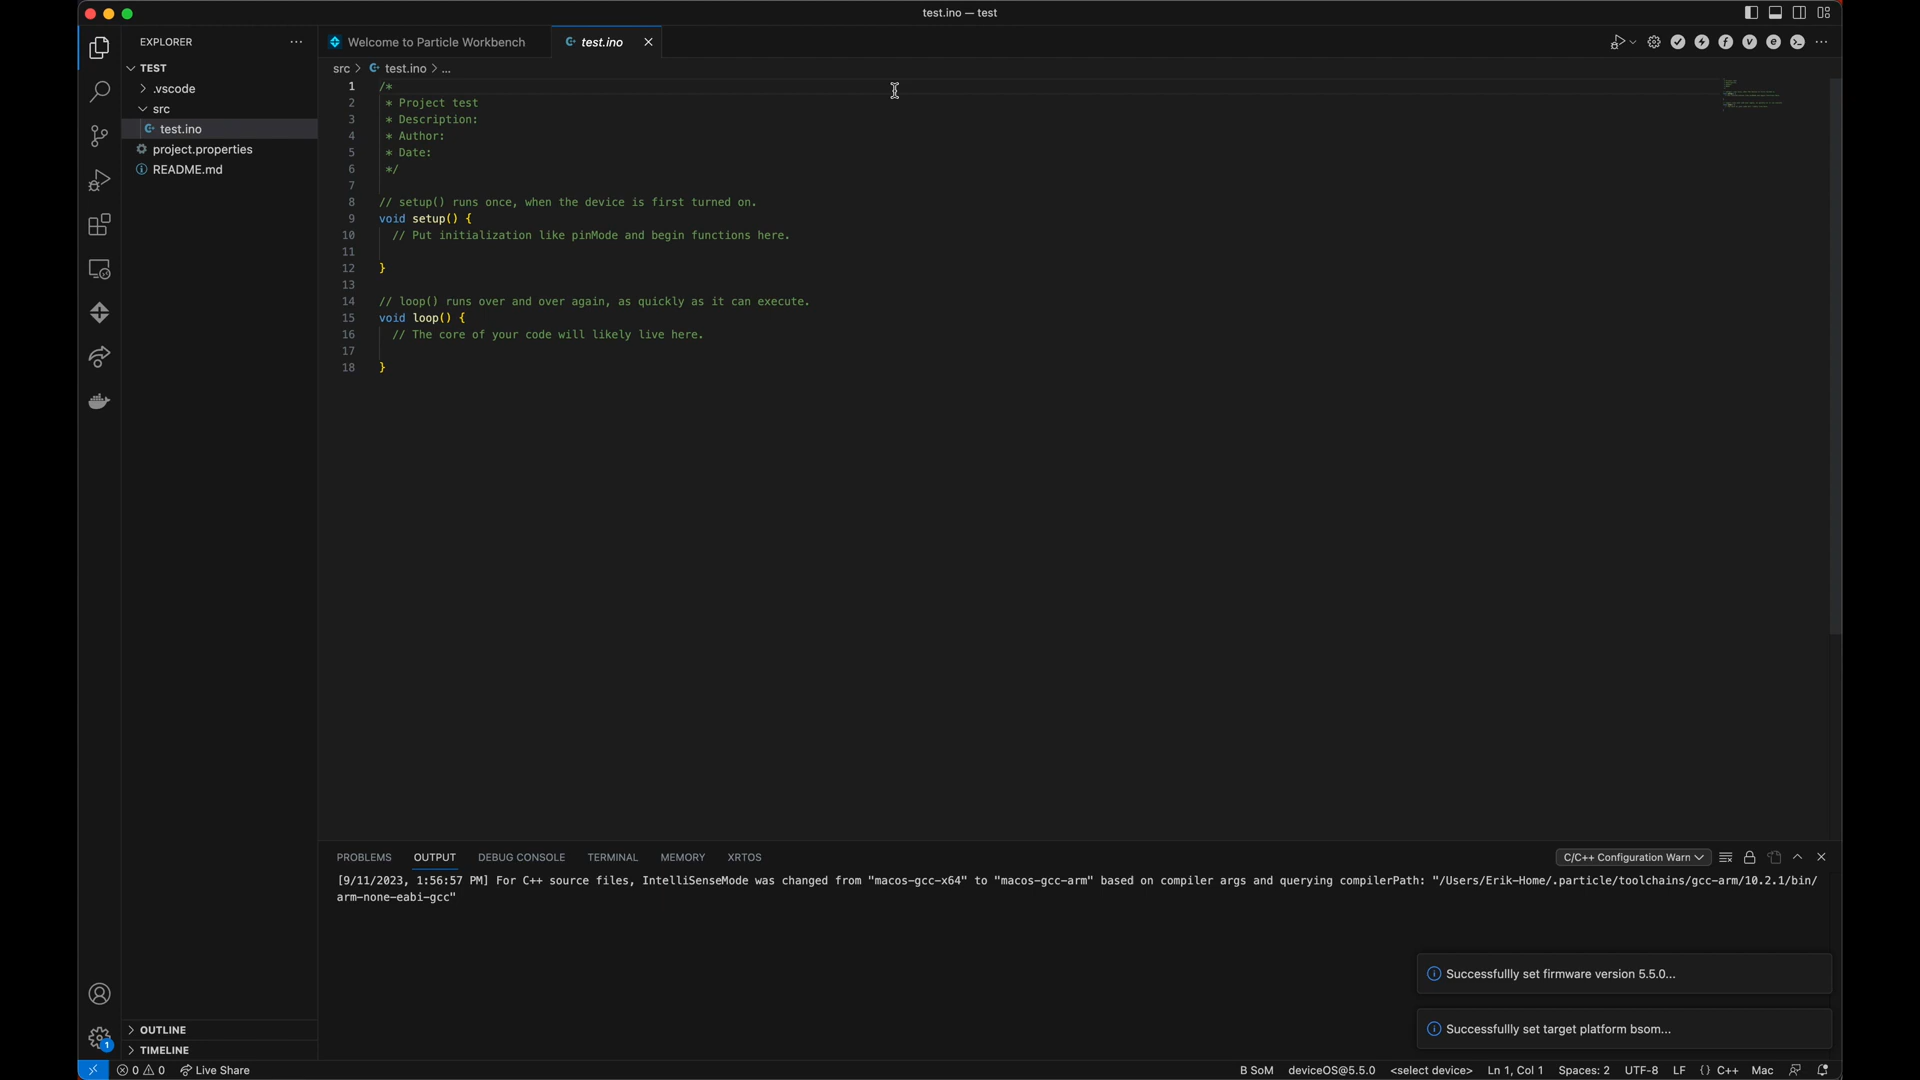 test.ino — test
EXPLORER
Welcome to Particle Workbench
test.ino
TEST
.vscode
src
test.ino
project.properties
README.md
src > test.ino > ...
1 /*
2 * Project test
3 * Description:
4 * Author:
5 * Date:
6 */
7
8 // setup() runs once, when the device is first turned on.
9 void setup() {
10 // Put initialization like pinMode and begin functions here.
11
12 }
13
14 // loop() runs over and over again, as quickly as it can execute.
15 void loop() {
16 // The core of your code will likely live here.
17
18 }
PROBLEMS OUTPUT DEBUG CONSOLE TERMINAL MEMORY XRTOS
C/C++ Configuration Warn
[9/11/2023, 1:56:57 PM] For C++ source files, IntelliSenseMode was changed from "macos-gcc-x64" to "macos-gcc-arm" based on compiler args and querying compilerPath: "/Users/Erik-Home/.particle/toolchains/gcc-arm/10.2.1/bin/
arm-none-eabi-gcc"
Successfullly set firmware version 5.5.0...
Successfullly set target platform bsom...
OUTLINE
TIMELINE
1
0 0 Live Share
B SoM deviceOS@5.5.0 <select device> Ln 1, Col 1 Spaces: 2 UTF-8 LF {} C++ Mac